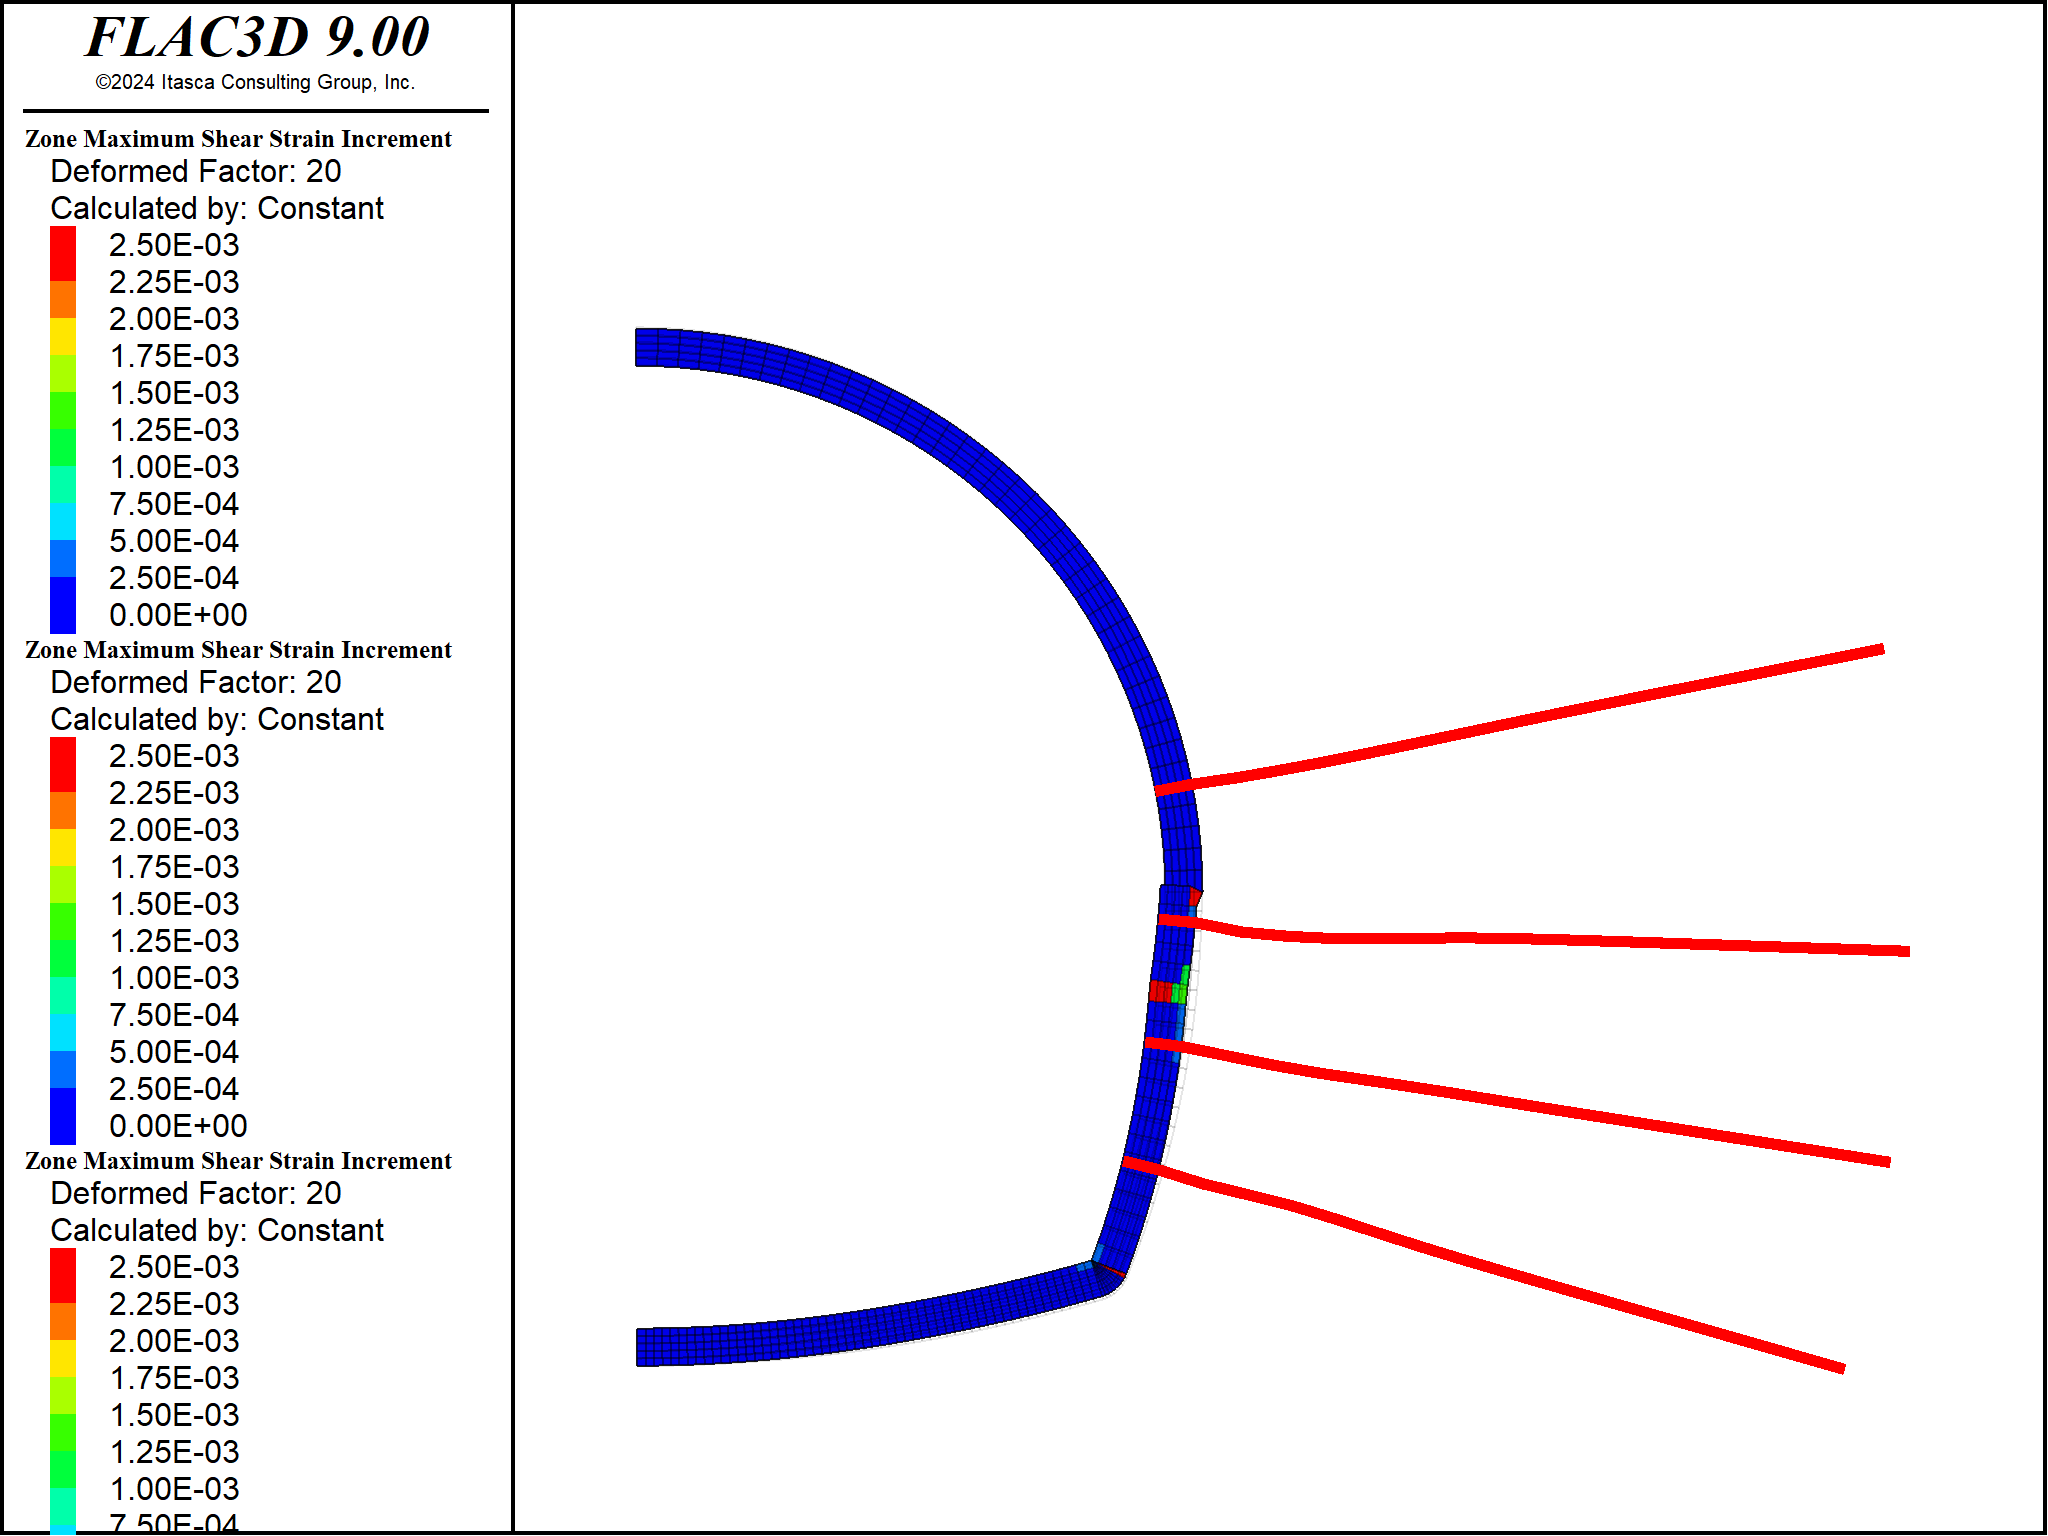 FLAC3D 9.00
©2024 Itasca Consulting Group, Inc.
Zone Maximum Shear Strain Increment
Deformed Factor: 20
Calculated by: Constant
2.50E-03
2.25E-03
2.00E-03
1.75E-03
1.50E-03
1.25E-03
1.00E-03
7.50E-04
5.00E-04
2.50E-04
0.00E+00
Zone Maximum Shear Strain Increment
Deformed Factor: 20
Calculated by: Constant
2.50E-03
2.25E-03
2.00E-03
1.75E-03
1.50E-03
1.25E-03
1.00E-03
7.50E-04
5.00E-04
2.50E-04
0.00E+00
Zone Maximum Shear Strain Increment
Deformed Factor: 20
Calculated by: Constant
2.50E-03
2.25E-03
2.00E-03
1.75E-03
1.50E-03
1.25E-03
1.00E-03
7.50E-04